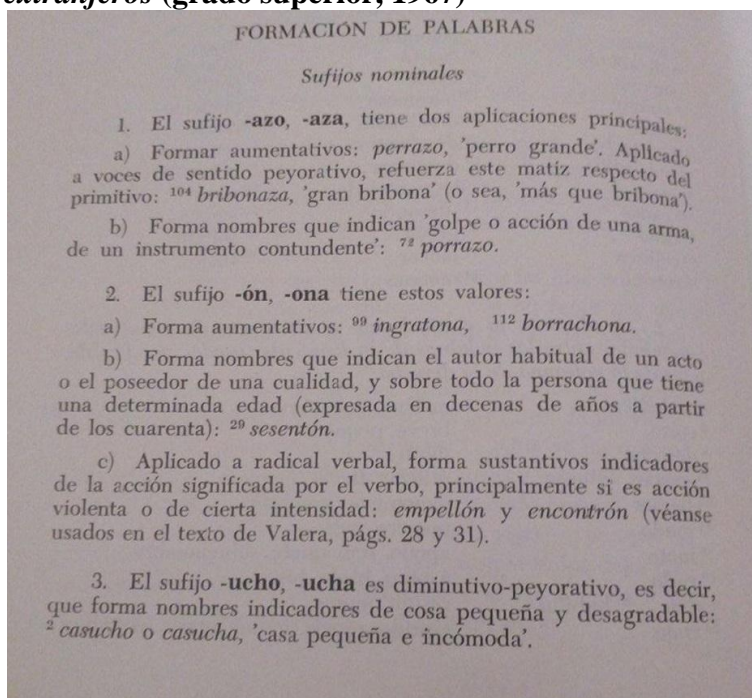 extranjeros (grado superior, 1967)
FORMACIÓN DE PALABRAS
Sufijos nominales
1. El sufijo -azo, -aza, tiene dos aplicaciones principales:
a) Formar aumentativos: perrazo, 'perro grande'. Aplicado
a voces de sentido peyorativo, refuerza este matiz respecto del
primitivo: ¹⁰⁴ bribonaza, 'gran bribona' (o sea, 'más que bribona').
b) Forma nombres que indican 'golpe o acción de una arma,
de un instrumento contundente': ⁷² porrazo.
2. El sufijo -ón, -ona tiene estos valores:
a) Forma aumentativos: ⁹⁹ ingratona, ¹¹² borrachona.
b) Forma nombres que indican el autor habitual de un acto
o el poseedor de una cualidad, y sobre todo la persona que tiene
una determinada edad (expresada en decenas de años a partir
de los cuarenta): ²⁹ sesentón.
c) Aplicado a radical verbal, forma sustantivos indicadores
de la acción significada por el verbo, principalmente si es acción
violenta o de cierta intensidad: empellón y encontrón (véanse
usados en el texto de Valera, págs. 28 y 31).
3. El sufijo -ucho, -ucha es diminutivo-peyorativo, es decir,
que forma nombres indicadores de cosa pequeña y desagradable:
² casucho o casucha, 'casa pequeña e incómoda'.